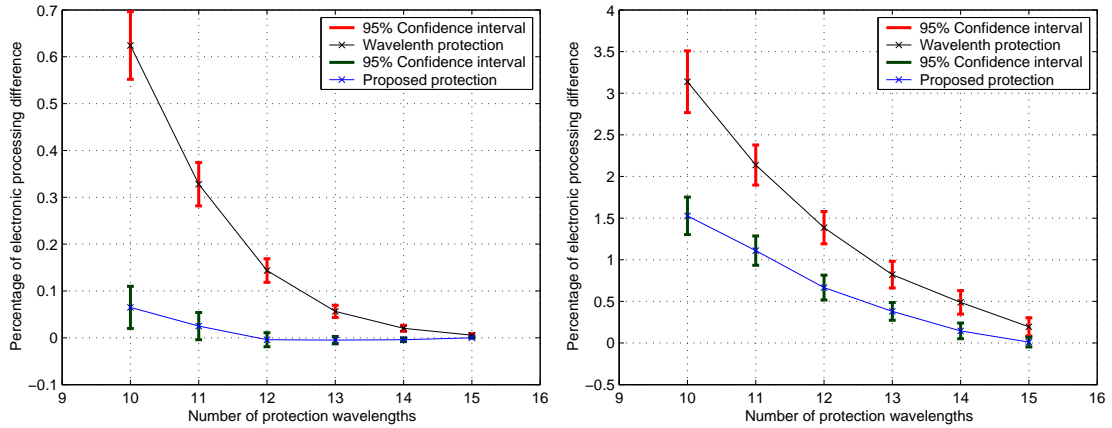 0.7
0.6
0.5
0.4
0.3
0.2
0.1
0
−0.1
9 10 11 12 13 14 15 16
Number of protection wavelengths
Percentage of electronic processing difference
95% Confidence interval
Wavelenth protection
95% Confidence interval
Proposed protection
4
3.5
3
2.5
2
1.5
1
0.5
0
−0.5
9 10 11 12 13 14 15 16
Number of protection wavelengths
Percentage of electronic processing difference
95% Confidence interval
Wavelenth protection
95% Confidence interval
Proposed protection